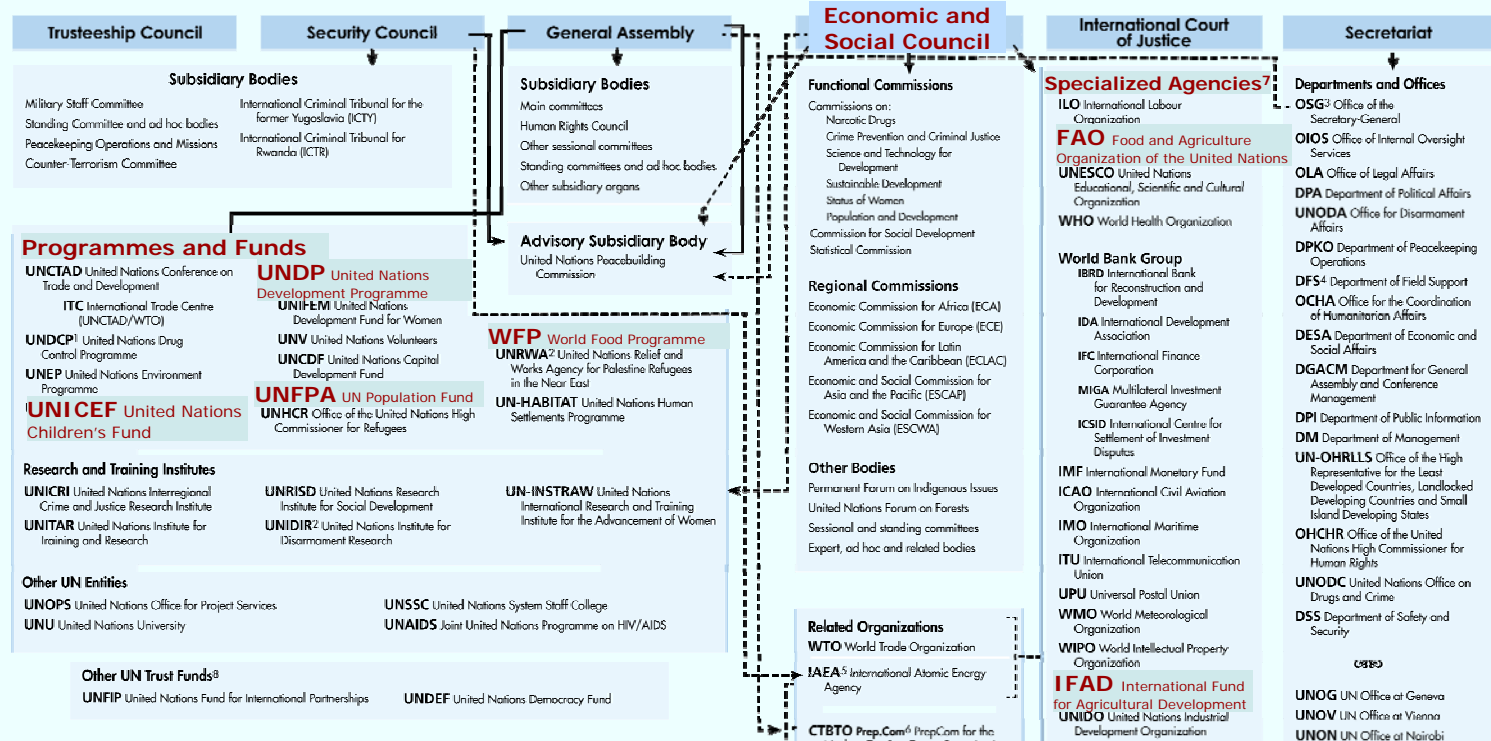 Trusteeship Council
Security Council
General Assembly
Economic and
Social Council
International Court
of Justice
Secretariat
Subsidiary Bodies
Military Staff Committee
Standing Committee and ad hoc bodies
Peacekeeping Operations and Missions
Counter-Terrorism Committee
International Criminal Tribunal for the
former Yugoslavia (ICTY)
International Criminal Tribunal for
Rwanda (ICTR)
Subsidiary Bodies
Main committees
Human Rights Council
Other sessional committees
Standing committees and ad hoc bodies
Other subsidiary organs
Advisory Subsidiary Body
United Nations Peacebuilding
Commission
Programmes and Funds
UNCTAD United Nations Conference on
Trade and Development
ITC International Trade Centre
(UNCTAD/WTO)
UNDCP1 United Nations Drug
Control Programme
UNEP United Nations Environment
Programme
UNICEF United Nations
Children's Fund
UNDP United Nations
Development Programme
UNIFEM United Nations
Development Fund for Women
UNV United Nations Volunteers
UNCDF United Nations Capital
Development Fund
UNFPA UN Population Fund
UNHCR Office of the United Nations High
Commissioner for Refugees
WFP World Food Programme
UNRWA2 United Nations Relief and
Works Agency for Palestine Refugees
in the Near East
UN-HABITAT United Nations Human
Settlements Programme
Research and Training Institutes
UNICRI United Nations Interregional
Crime and Justice Research Institute
UNITAR United Nations Institute for
Training and Research
UNRISD United Nations Research
Institute for Social Development
UNIDIR2 United Nations Institute for
Disarmament Research
UN-INSTRAW United Nations
International Research and Training
Institute for the Advancement of Women
Other UN Entities
UNOPS United Nations Office for Project Services
UNU United Nations University
UNSSC United Nations System Staff College
UNAIDS Joint United Nations Programme on HIV/AIDS
Other UN Trust Funds8
UNFIP United Nations Fund for International Partnerships
UNDEF United Nations Democracy Fund
Functional Commissions
Commissions on:
Narcotic Drugs
Crime Prevention and Criminal Justice
Science and Technology for
Development
Sustainable Development
Status of Women
Population and Development
Commission for Social Development
Statistical Commission
Regional Commissions
Economic Commission for Africa (ECA)
Economic Commission for Europe (ECE)
Economic Commission for Latin
America and the Caribbean (ECLAC)
Economic and Social Commission for
Asia and the Pacific (ESCAP)
Economic and Social Commission for
Western Asia (ESCWA)
Other Bodies
Permanent Forum on Indigenous Issues
United Nations Forum on Forests
Sessional and standing committees
Expert, ad hoc and related bodies
Related Organizations
WTO World Trade Organization
IAEA5 International Atomic Energy
Agency
CTBTO Prep.Com6 PrepCom for the
Specialized Agencies7
ILO International Labour
Organization
FAO Food and Agriculture
Organization of the United Nations
UNESCO United Nations
Educational, Scientific and Cultural
Organization
WHO World Health Organization
World Bank Group
IBRD International Bank
for Reconstruction and
Development
IDA International Development
Association
IFC International Finance
Corporation
MIGA Multilateral Investment
Guarantee Agency
ICSID International Centre for
Settlement of Investment
Disputes
IMF International Monetary Fund
ICAO International Civil Aviation
Organization
IMO International Maritime
Organization
ITU International Telecommunication
Union
UPU Universal Postal Union
WMO World Meteorological
Organization
WIPO World Intellectual Property
Organization
IFAD International Fund
for Agricultural Development
UNIDO United Nations Industrial
Development Organization
Departments and Offices
OSG3 Office of the
Secretary-General
OIOS Office of Internal Oversight
Services
OLA Office of Legal Affairs
DPA Department of Political Affairs
UNODA Office for Disarmament
Affairs
DPKO Department of Peacekeeping
Operations
DFS4 Department of Field Support
OCHA Office for the Coordination
of Humanitarian Affairs
DESA Department of Economic and
Social Affairs
DGACM Department for General
Assembly and Conference
Management
DPI Department of Public Information
DM Department of Management
UN-OHRLLS Office of the High
Representative for the Least
Developed Countries, Landlocked
Developing Countries and Small
Island Developing States
OHCHR Office of the United
Nations High Commissioner for
Human Rights
UNODC United Nations Office on
Drugs and Crime
DSS Department of Safety and
Security
UNOG UN Office at Geneva
UNOV UN Office at Vienna
UNON UN Office at Nairobi